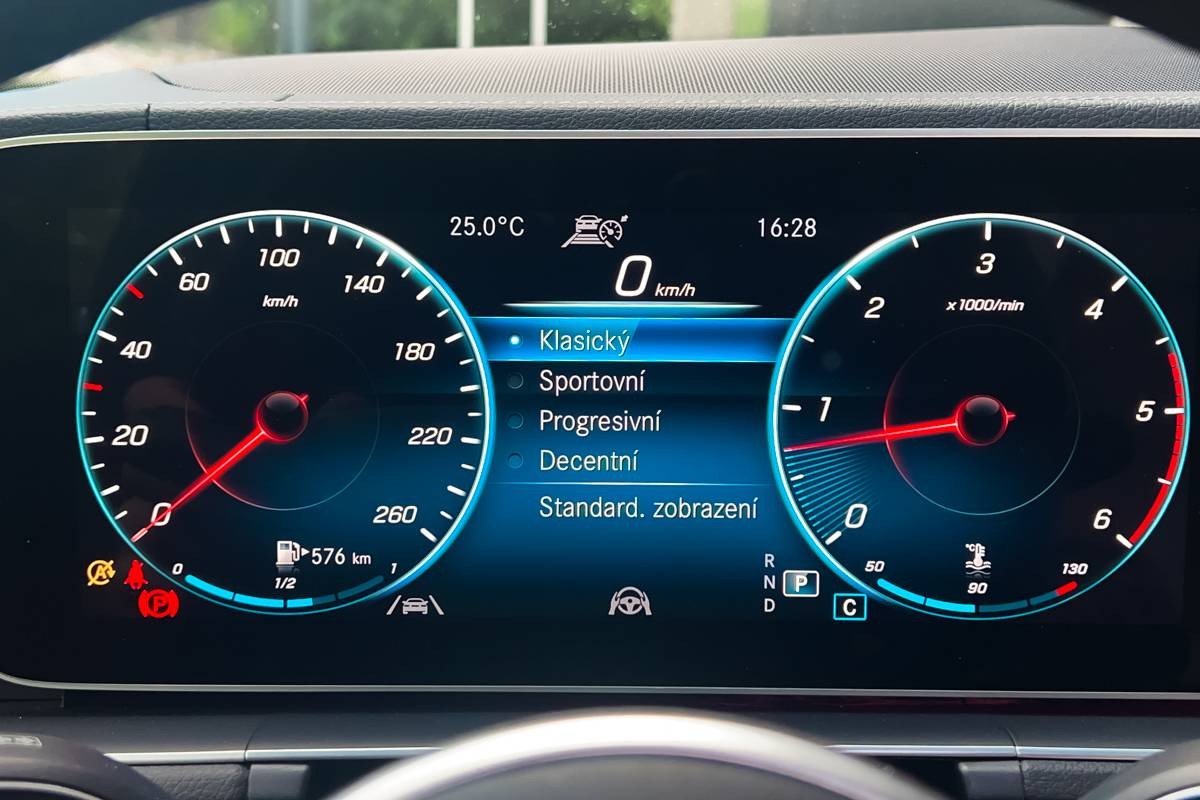 25.0°C
16:28
0 km/h
Klasický
Sportovní
Progresivní
Decentní
Standard. zobrazení
0
20
40
60
100
140
180
220
260
km/h
576 km
0
1/2
1
A
P
R
N
D
P
C
0
1
2
3
4
5
6
x 1000/min
°C
50
90
130